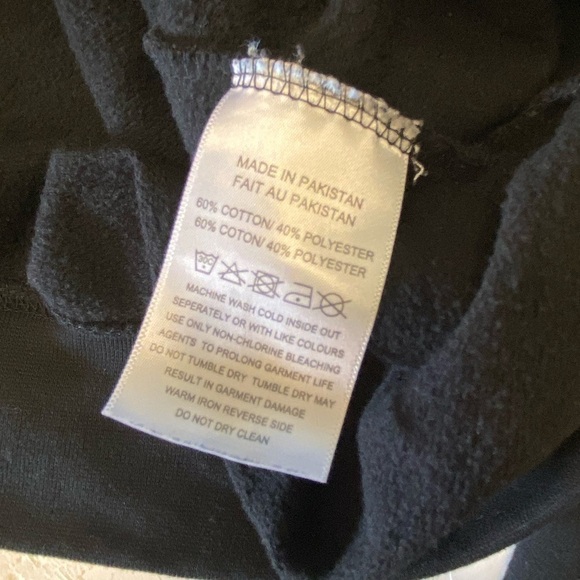 MADE IN PAKISTAN
FAIT AU PAKISTAN
60% COTTON/ 40% POLYESTER
60% COTON/ 40% POLYESTER
30C
MACHINE WASH COLD INSIDE OUT
SEPERATELY OR WITH LIKE COLOURS
USE ONLY NON-CHLORINE BLEACHING
AGENTS TO PROLONG GARMENT LIFE
DO NOT TUMBLE DRY TUMBLE DRY MAY
RESULT IN GARMENT DAMAGE
WARM IRON REVERSE SIDE
DO NOT DRY CLEAN